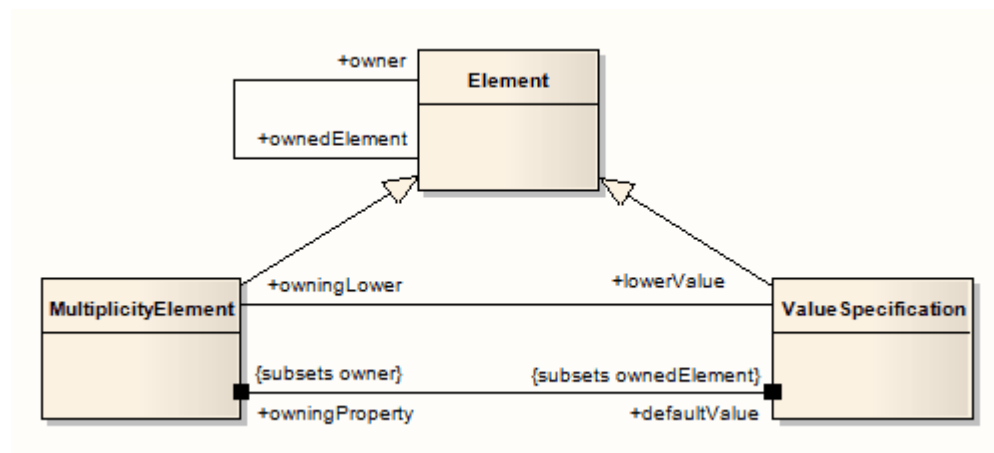 +owner
Element
+ownedElement
+owningLower
+lowerValue
MultiplicityElement
ValueSpecification
{subsets owner}
{subsets ownedElement}
+owningProperty
+defaultValue